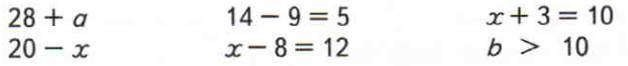 28 + a 14 − 9 = 5 x + 3 = 10
20 − x x − 8 = 12 b > 10